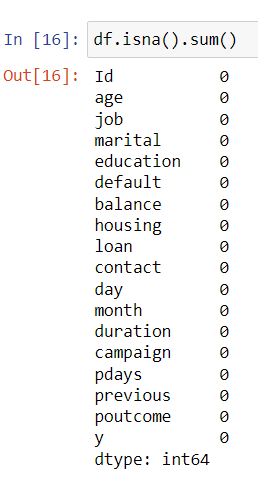 In [16]: df.isna().sum()
Out[16]: Id 0
age 0
job 0
marital 0
education 0
default 0
balance 0
housing 0
loan 0
contact 0
day 0
month 0
duration 0
campaign 0
pdays 0
previous 0
poutcome 0
y 0
dtype: int64